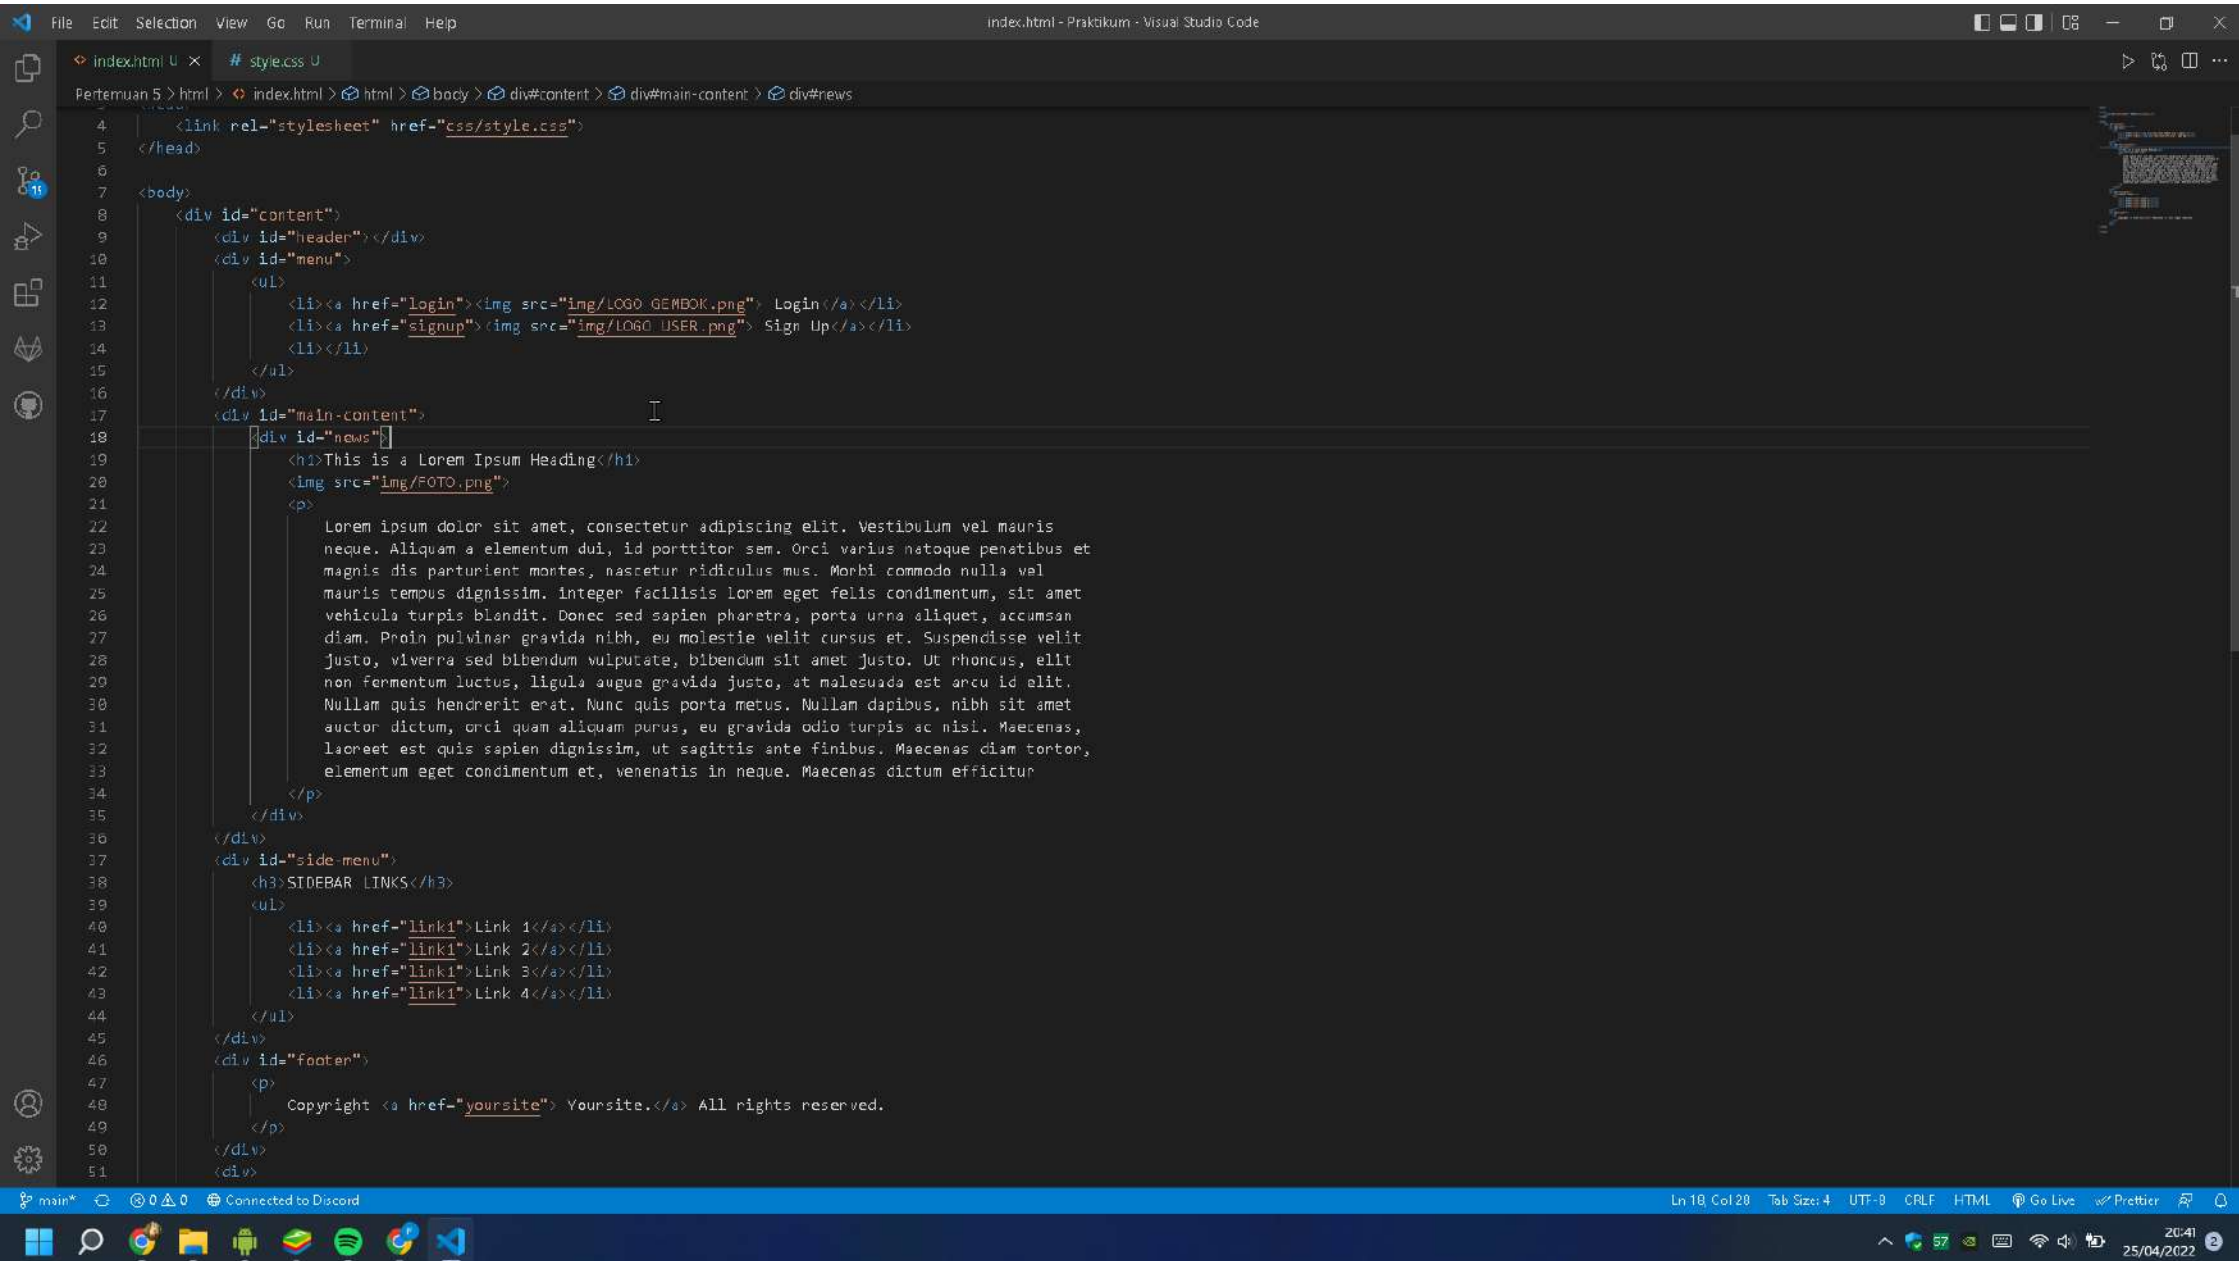 File Edit Selection View Go Run Terminal Help
index.html - Praktikum - Visual Studio Code
index.html U
# style.css U
Pertemuan 5 > html > index.html > html > body > div#content > div#main-content > div#news
4 <link rel="stylesheet" href="css/style.css">
5 </head>
6
7 <body>
8 <div id="content">
9 <div id="header"></div>
10 <div id="menu">
11 <ul>
12 <li><a href="login"><img src="img/LOGO GEMBOK.png"> Login</a></li>
13 <li><a href="signup"><img src="img/LOGO USER.png"> Sign Up</a></li>
14 <li></li>
15 </ul>
16 </div>
17 <div id="main-content">
18 <div id="news">
19 <h1>This is a Lorem Ipsum Heading</h1>
20 <img src="img/FOTO.png">
21 <p>
22 Lorem ipsum dolor sit amet, consectetur adipiscing elit. Vestibulum vel mauris
23 neque. Aliquam a elementum dui, id porttitor sem. Orci varius natoque penatibus et
24 magnis dis parturient montes, nascetur ridiculus mus. Morbi commodo nulla vel
25 mauris tempus dignissim. integer facilisis lorem eget felis condimentum, sit amet
26 vehicula turpis blandit. Donec sed sapien pharetra, porta urna aliquet, accumsan
27 diam. Proin pulvinar gravida nibh, eu molestie velit cursus et. Suspendisse velit
28 justo, viverra sed bibendum vulputate, bibendum sit amet justo. Ut rhoncus, elit
29 non fermentum luctus, ligula augue gravida justo, at malesuada est arcu id elit.
30 Nullam quis hendrerit erat. Nunc quis porta metus. Nullam dapibus, nibh sit amet
31 auctor dictum, orci quam aliquam purus, eu gravida odio turpis ac nisi. Maecenas,
32 laoreet est quis sapien dignissim, ut sagittis ante finibus. Maecenas diam tortor,
33 elementum eget condimentum et, venenatis in neque. Maecenas dictum efficitur
34 </p>
35 </div>
36 </div>
37 <div id="side-menu">
38 <h3>SIDEBAR LINKS</h3>
39 <ul>
40 <li><a href="link1">Link 1</a></li>
41 <li><a href="link1">Link 2</a></li>
42 <li><a href="link1">Link 3</a></li>
43 <li><a href="link1">Link 4</a></li>
44 </ul>
45 </div>
46 <div id="footer">
47 <p>
48 Copyright <a href="yoursite"> Yoursite.</a> All rights reserved.
49 </p>
50 </div>
51 <div>
main* 0 0 Connected to Discord
Ln 18, Col 28 Tab Size: 4 UTF-8 CRLF HTML Go Live Prettier
57
20:41
25/04/2022
2